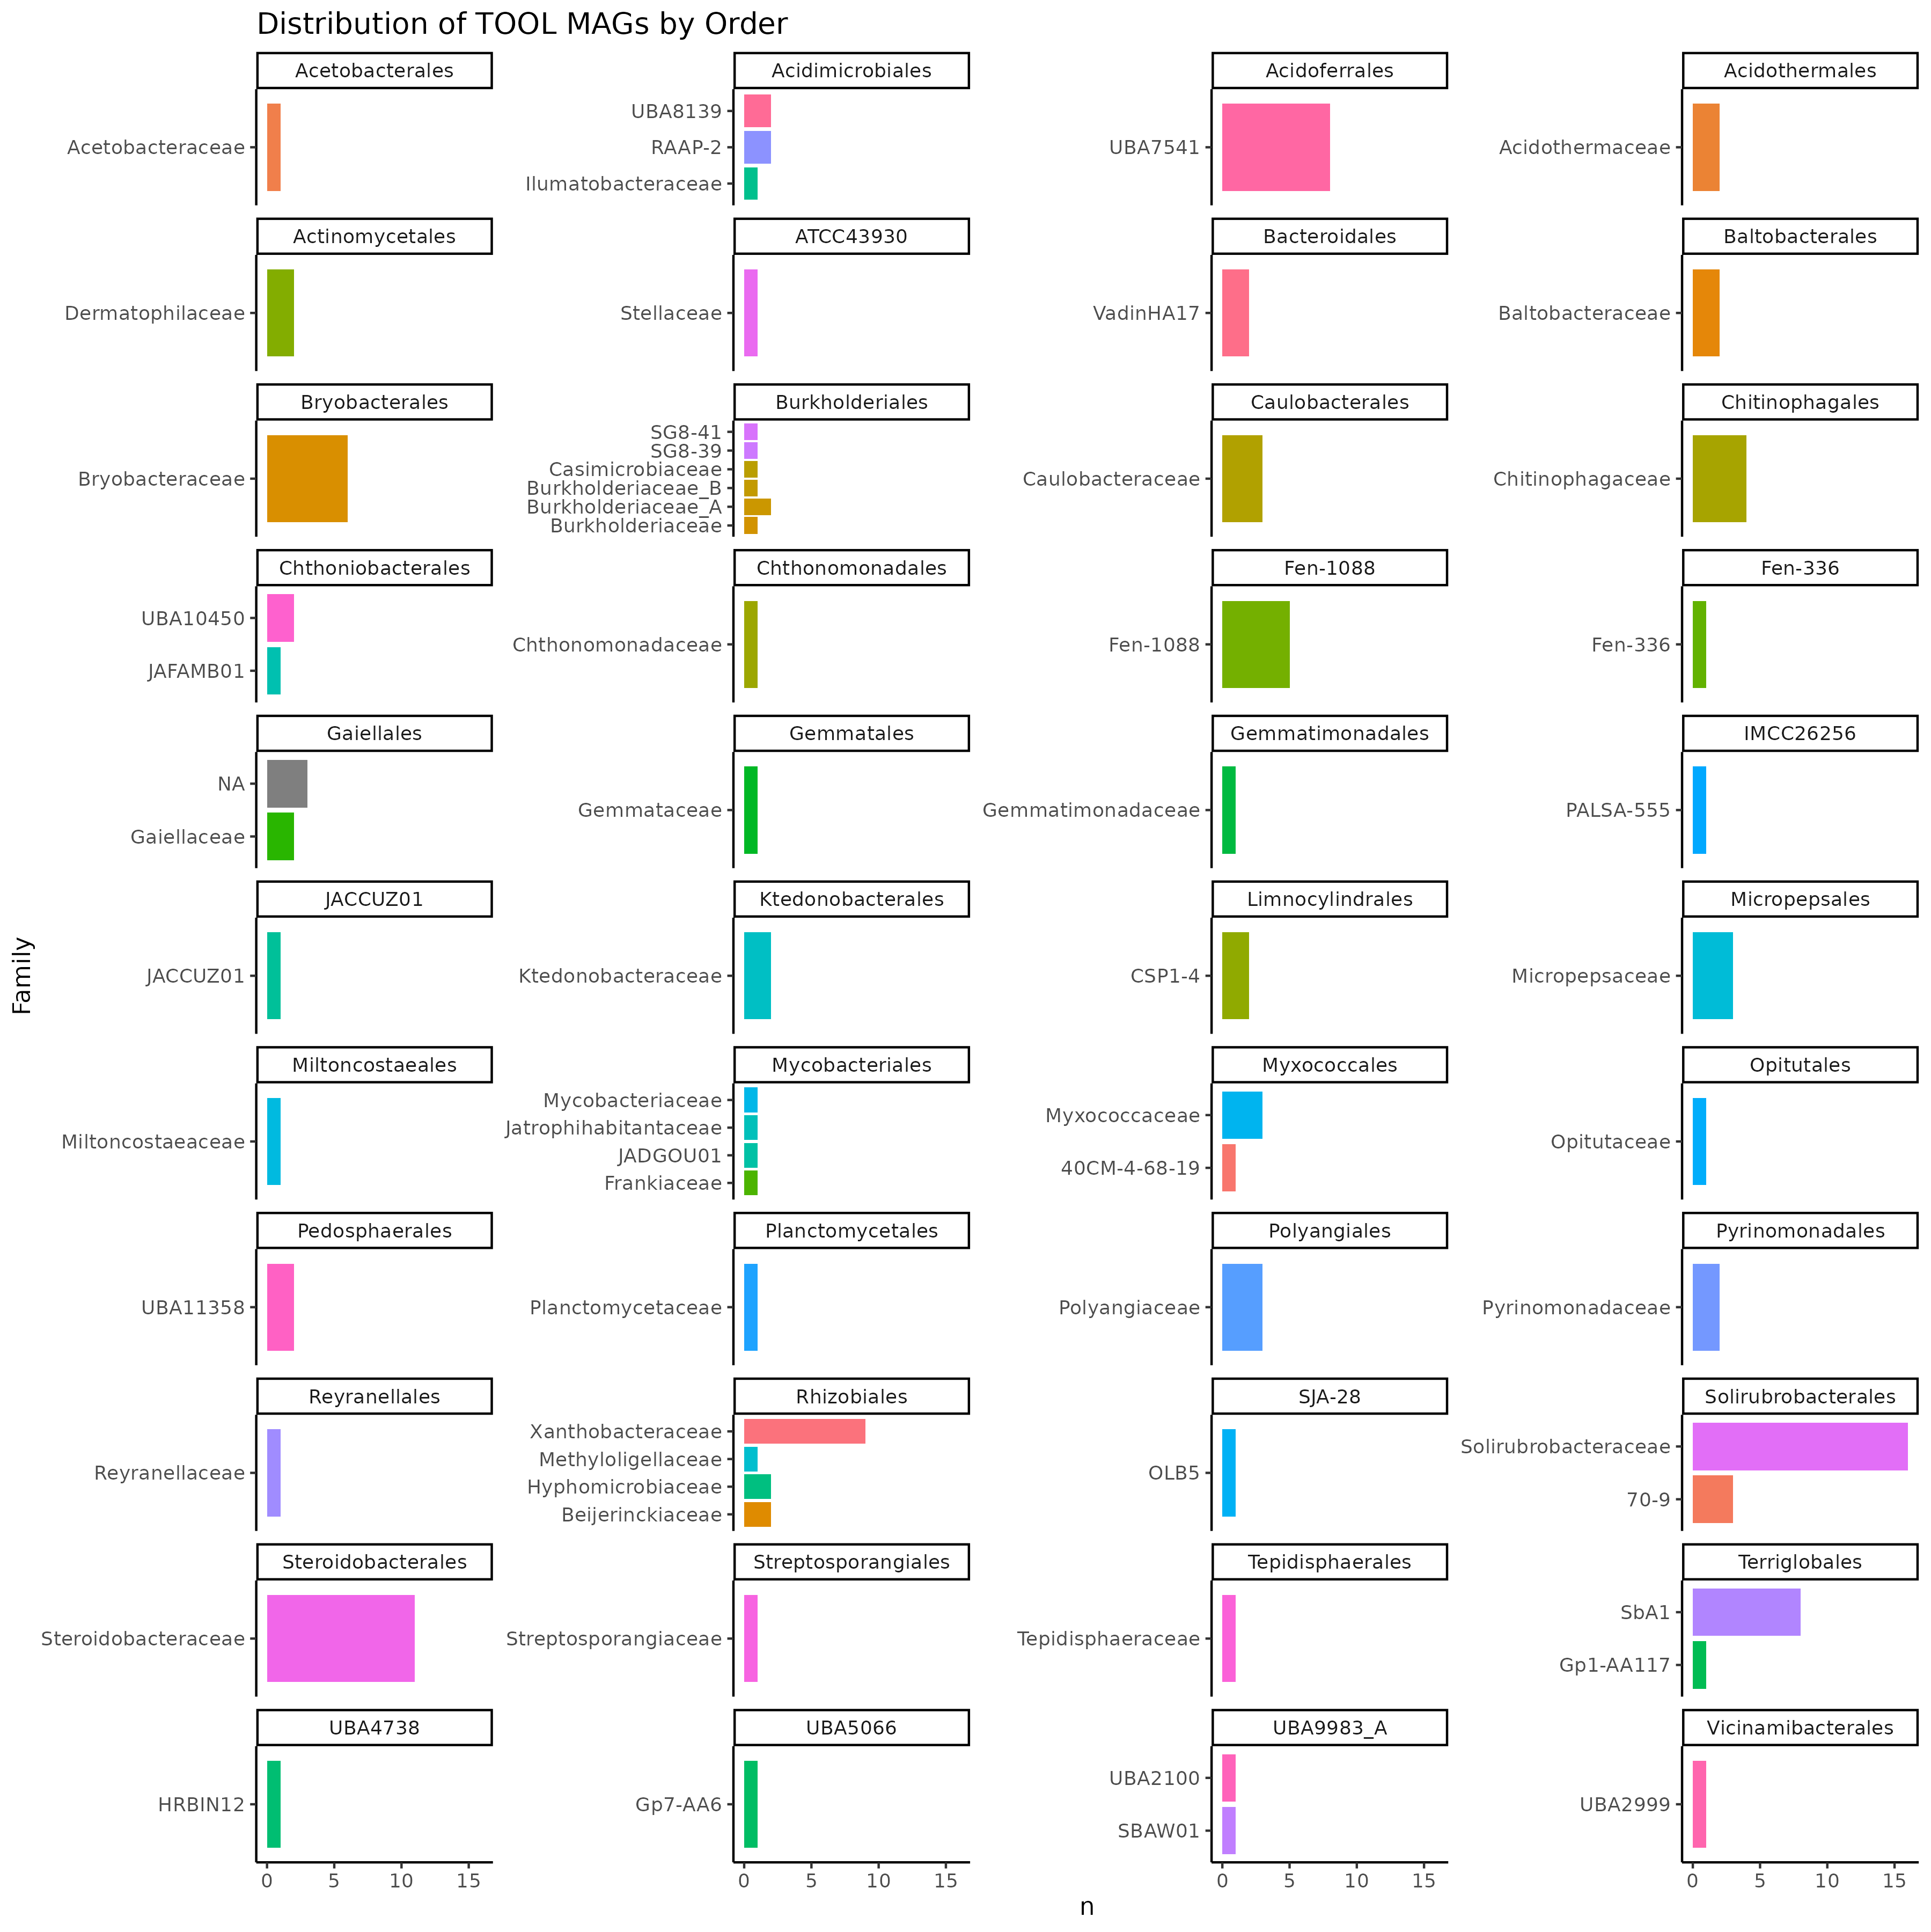 Distribution of TOOL MAGs by Order
Acetobacterales
Acidimicrobiales
Acidoferrales
Acidothermales
Acetobacteraceae
UBA8139
RAAP-2
Ilumatobacteraceae
UBA7541
Acidothermaceae
Actinomycetales
ATCC43930
Bacteroidales
Baltobacterales
Dermatophilaceae
Stellaceae
VadinHA17
Baltobacteraceae
Bryobacterales
Burkholderiales
Caulobacterales
Chitinophagales
Bryobacteraceae
SG8-41
SG8-39
Casimicrobiaceae
Burkholderiaceae_B
Burkholderiaceae_A
Burkholderiaceae
Caulobacteraceae
Chitinophagaceae
Chthoniobacterales
Chthonomonadales
Fen-1088
Fen-336
UBA10450
JAFAMB01
Chthonomonadaceae
Fen-1088
Fen-336
Gaiellales
Gemmatales
Gemmatimonadales
IMCC26256
NA
Gaiellaceae
Gemmataceae
Gemmatimonadaceae
PALSA-555
JACCUZ01
Ktedonobacterales
Limnocylindrales
Micropepsales
JACCUZ01
Ktedonobacteraceae
CSP1-4
Micropepsaceae
Miltoncostaeales
Mycobacteriales
Myxococcales
Opitutales
Miltoncostaeaceae
Mycobacteriaceae
Jatrophihabitantaceae
JADGOU01
Frankiaceae
Myxococcaceae
40CM-4-68-19
Opitutaceae
Pedosphaerales
Planctomycetales
Polyangiales
Pyrinomonadales
UBA11358
Planctomycetaceae
Polyangiaceae
Pyrinomonadaceae
Reyranellales
Rhizobiales
SJA-28
Solirubrobacterales
Reyranellaceae
Xanthobacteraceae
Methyloligellaceae
Hyphomicrobiaceae
Beijerinckiaceae
OLB5
Solirubrobacteraceae
70-9
Steroidobacterales
Streptosporangiales
Tepidisphaerales
Terriglobales
Steroidobacteraceae
Streptosporangiaceae
Tepidisphaeraceae
SbA1
Gp1-AA117
UBA4738
UBA5066
UBA9983_A
Vicinamibacterales
HRBIN12
Gp7-AA6
UBA2100
SBAW01
UBA2999
0 5 10 15
0 5 10 15
0 5 10 15
0 5 10 15
n
Family